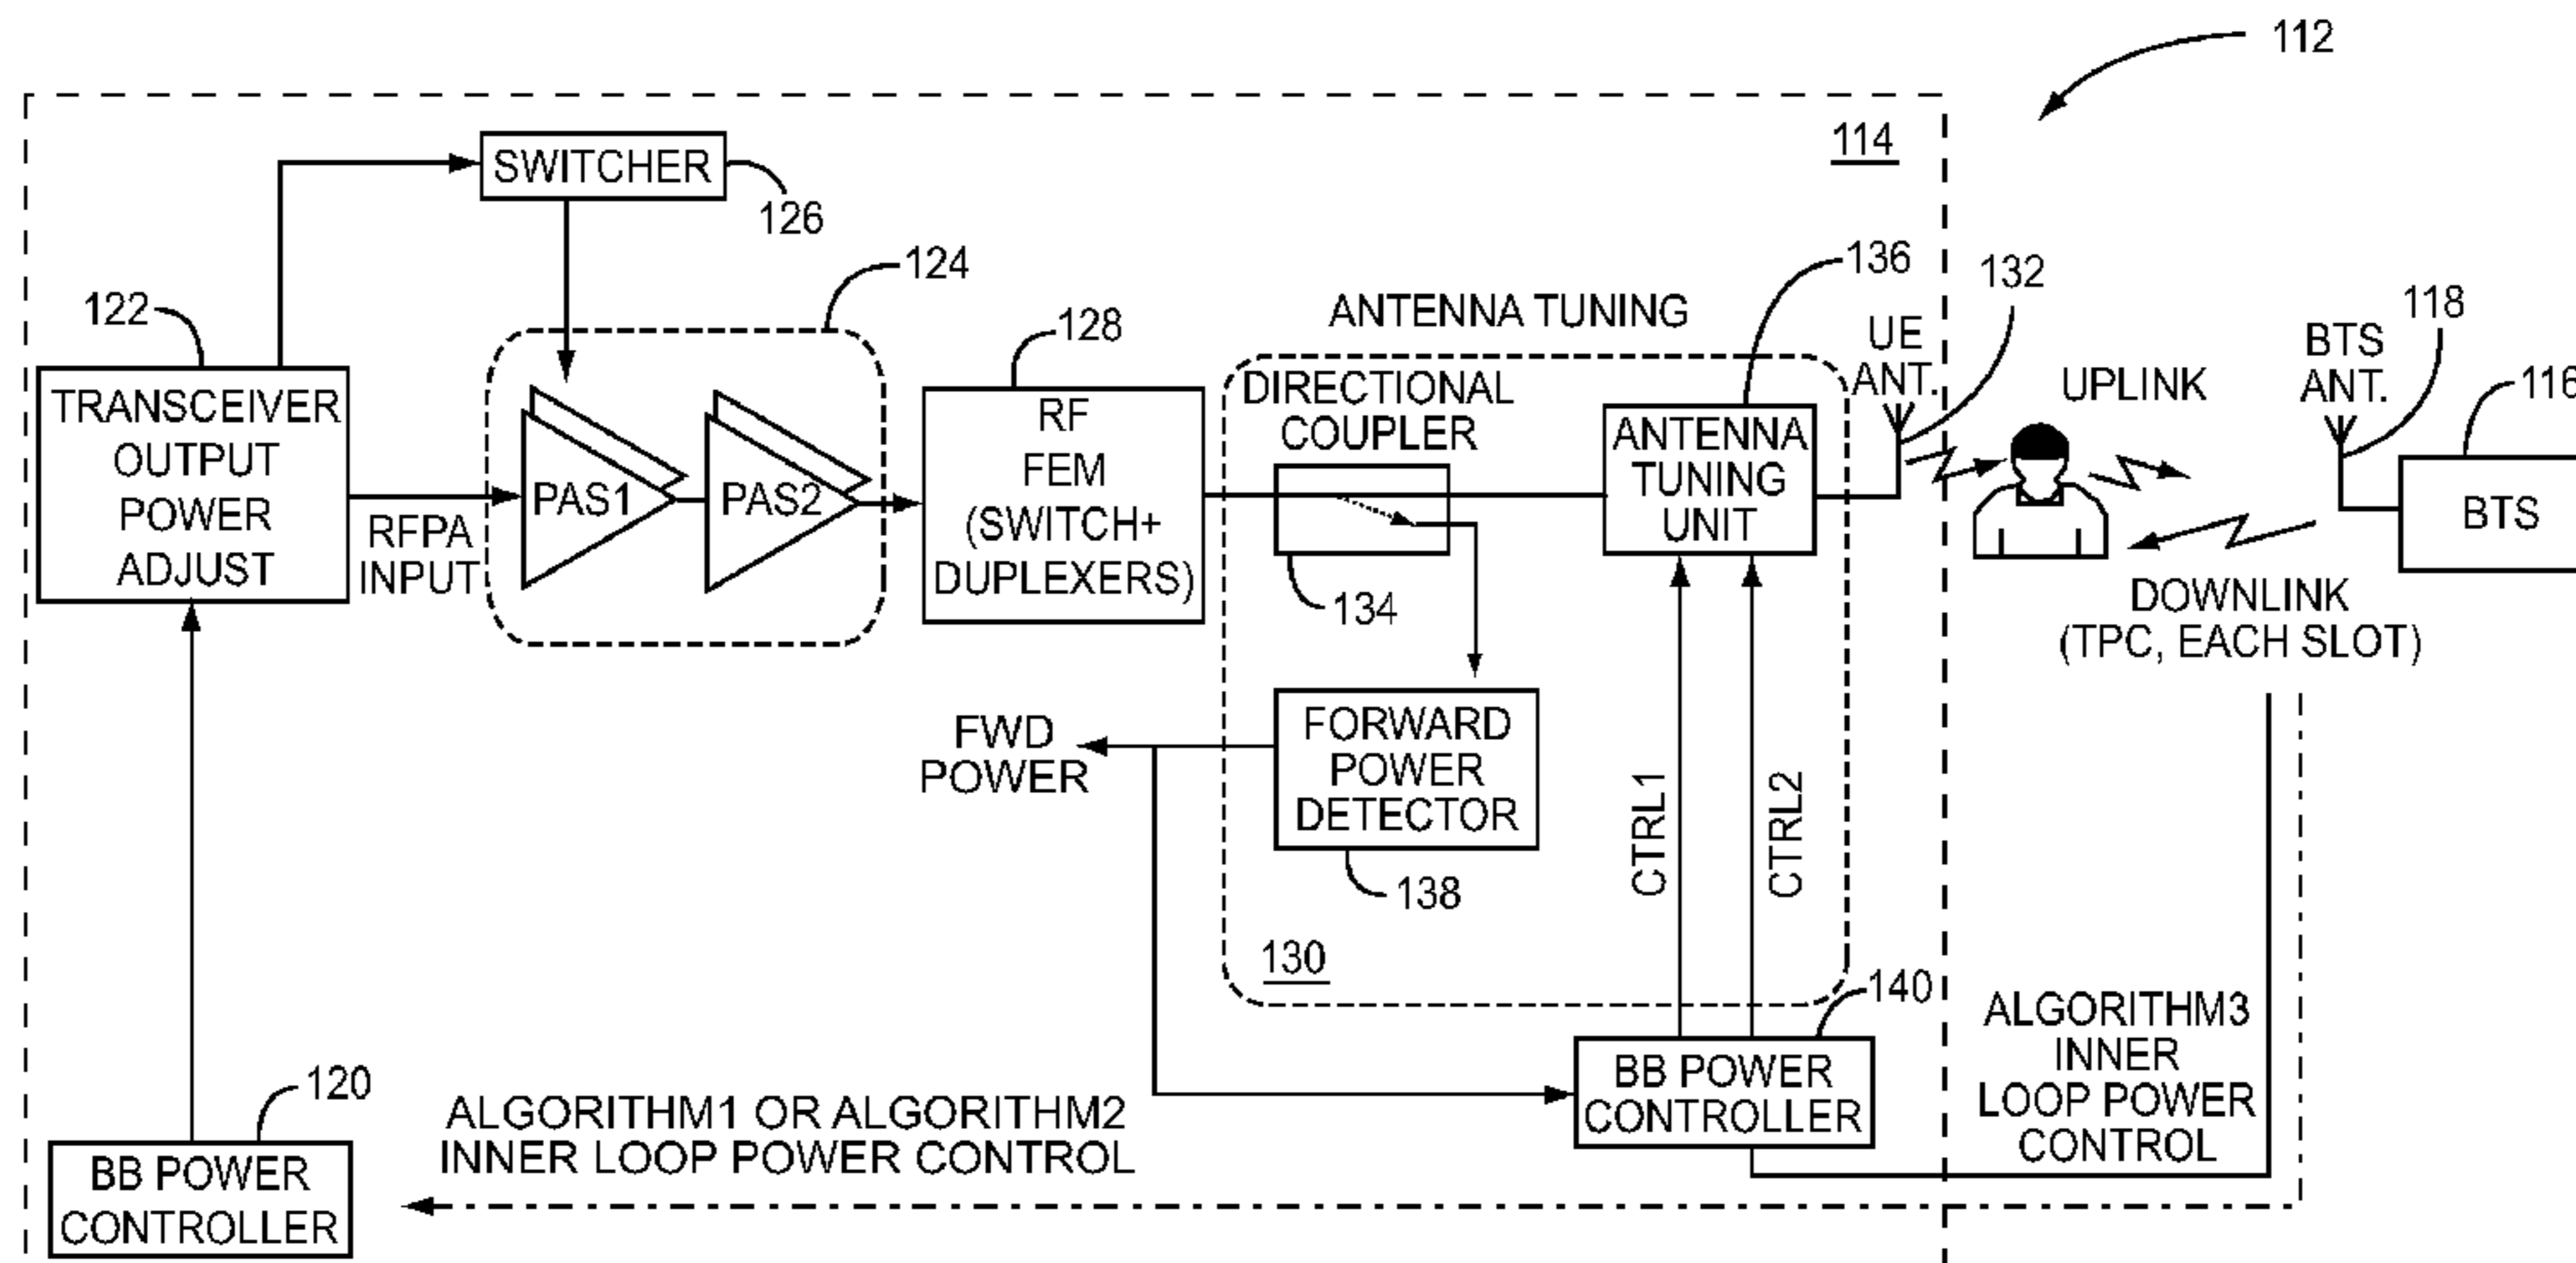 112
114
SWITCHER
126
124
122
TRANSCEIVER
OUTPUT
POWER
ADJUST
RFPA
INPUT
PAS1
PAS2
128
RF
FEM
(SWITCH+
DUPLEXERS)
ANTENNA TUNING
DIRECTIONAL
COUPLER
134
136
ANTENNA
TUNING
UNIT
UE
ANT.
132
UPLINK
BTS
ANT.
118
116
BTS
DOWNLINK
(TPC, EACH SLOT)
FWD
POWER
FORWARD
POWER
DETECTOR
138
CTRL1
CTRL2
130
140
BB POWER
CONTROLLER
ALGORITHM3
INNER
LOOP POWER
CONTROL
120
BB POWER
CONTROLLER
ALGORITHM1 OR ALGORITHM2
INNER LOOP POWER CONTROL